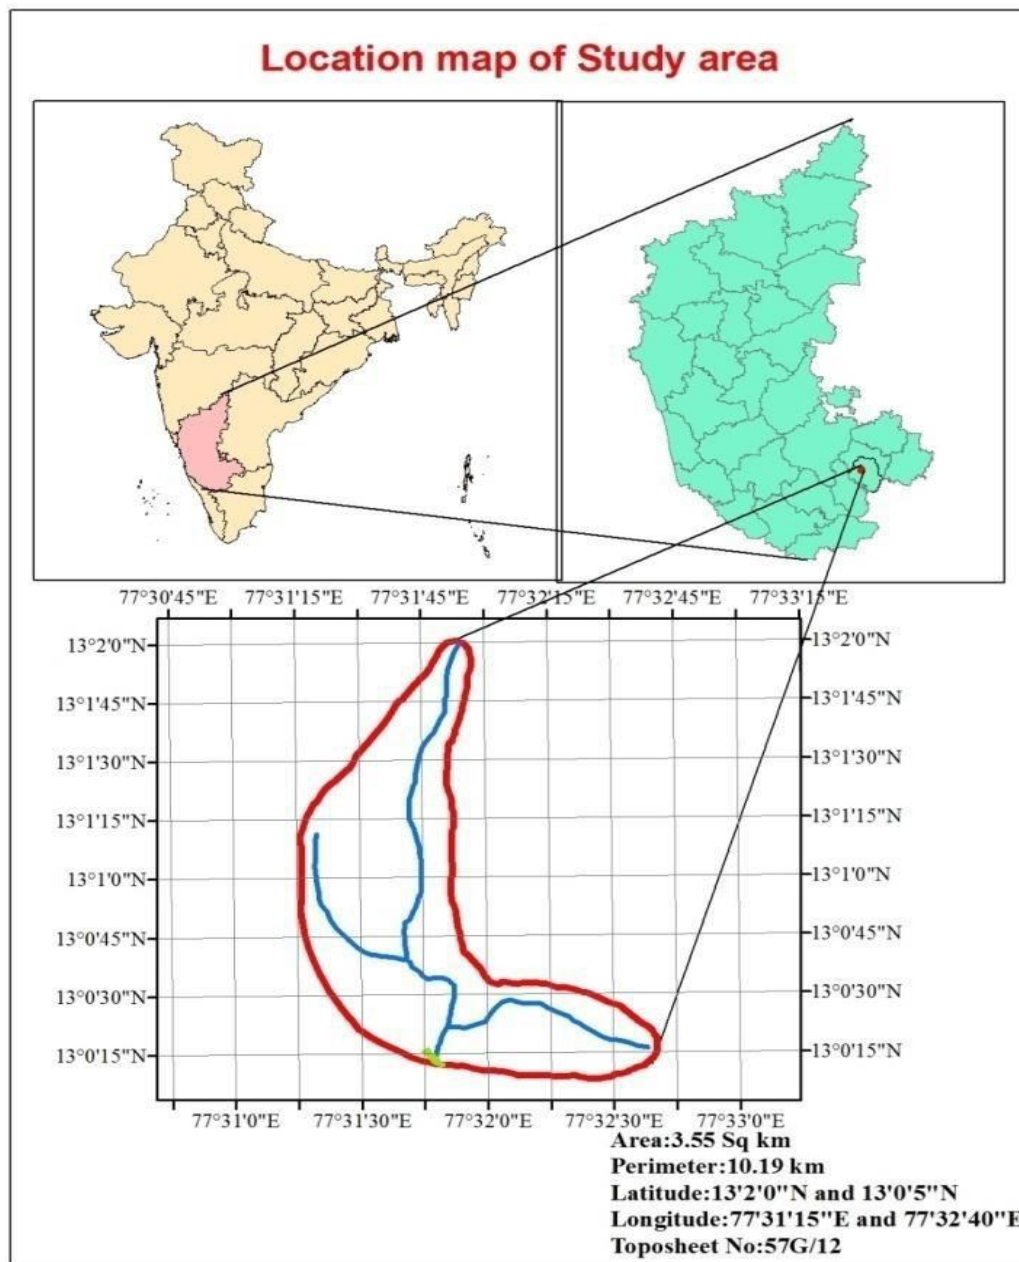 Location map of Study area
77°30'45"E 77°31'15"E 77°31'45"E 77°32'15"E 77°32'45"E 77°33'15"E
13°2'0"N 13°2'0"N
13°1'45"N 13°1'45"N
13°1'30"N 13°1'30"N
13°1'15"N 13°1'15"N
13°1'0"N 13°1'0"N
13°0'45"N 13°0'45"N
13°0'30"N 13°0'30"N
13°0'15"N 13°0'15"N
77°31'0"E 77°31'30"E 77°32'0"E 77°32'30"E 77°33'0"E
Area:3.55 Sq km
Perimeter:10.19 km
Latitude:13'2'0"N and 13'0'5"N
Longitude:77'31'15"E and 77'32'40"E
Toposheet No:57G/12